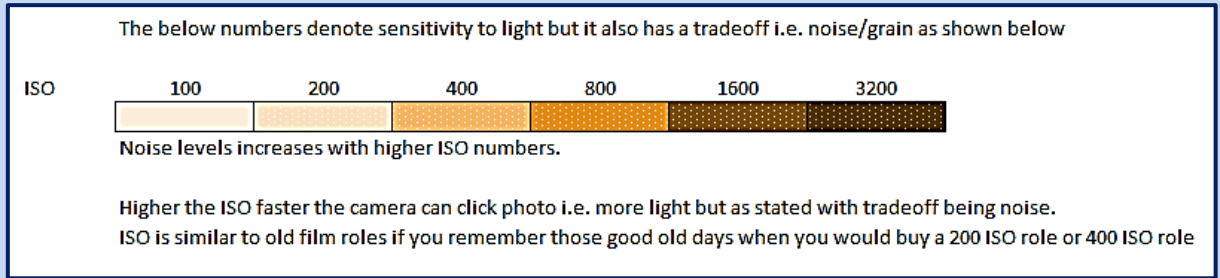 The below numbers denote sensitivity to light but it also has a tradeoff i.e. noise/grain as shown below
ISO 100 200 400 800 1600 3200
Noise levels increases with higher ISO numbers.
Higher the ISO faster the camera can click photo i.e. more light but as stated with tradeoff being noise.
ISO is similar to old film roles if you remember those good old days when you would buy a 200 ISO role or 400 ISO role